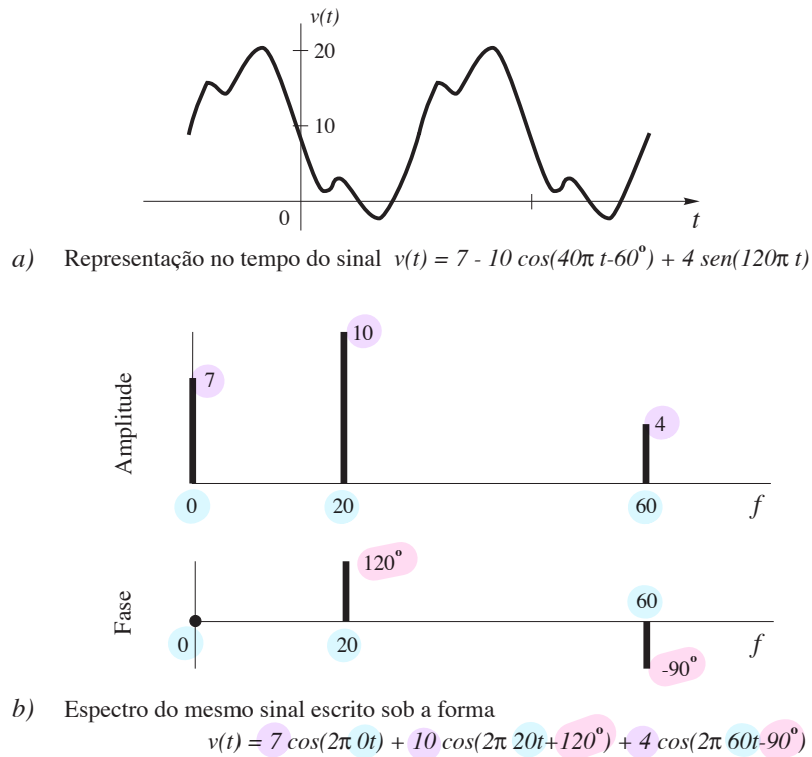 v(t)
20
10
0
t
a) Representação no tempo do sinal v(t) = 7 - 10 cos(40π t-60°) + 4 sen(120π t)
10
7
4
Amplitude
0 20 60 f
120°
60
Fase
0 20 f
-90°
b) Espectro do mesmo sinal escrito sob a forma
v(t) = 7 cos(2π 0t) + 10 cos(2π 20t+120°) + 4 cos(2π 60t-90°)